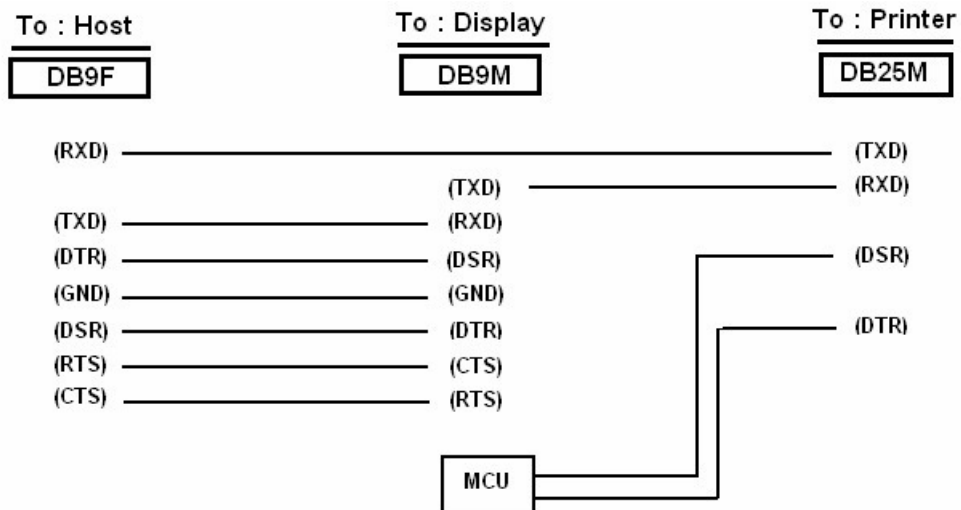 To : Host To : Display To : Printer
DB9F DB9M DB25M
(RXD) (TXD)
(TXD) (RXD)
(TXD) (RXD)
(DTR) (DSR) (DSR)
(GND) (GND)
(DSR) (DTR) (DTR)
(RTS) (CTS)
(CTS) (RTS)
MCU